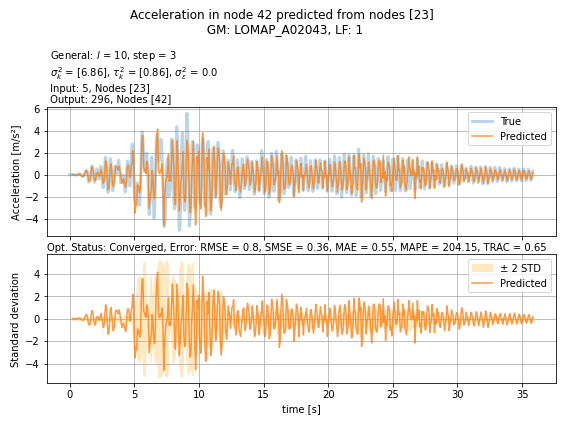 Acceleration in node 42 predicted from nodes [23]
GM: LOMAP_A02043, LF: 1
General: l = 10, step = 3
σ²ₖ = [6.86], τ²ₖ = [0.86], σ²ε = 0.0
Input: 5, Nodes [23]
Output: 296, Nodes [42]
Acceleration [m/s²]
6
4
2
0
−2
−4
True
Predicted
Opt. Status: Converged, Error: RMSE = 0.8, SMSE = 0.36, MAE = 0.55, MAPE = 204.15, TRAC = 0.65
Standard deviation
4
2
0
−2
−4
± 2 STD
Predicted
0 5 10 15 20 25 30 35
time [s]